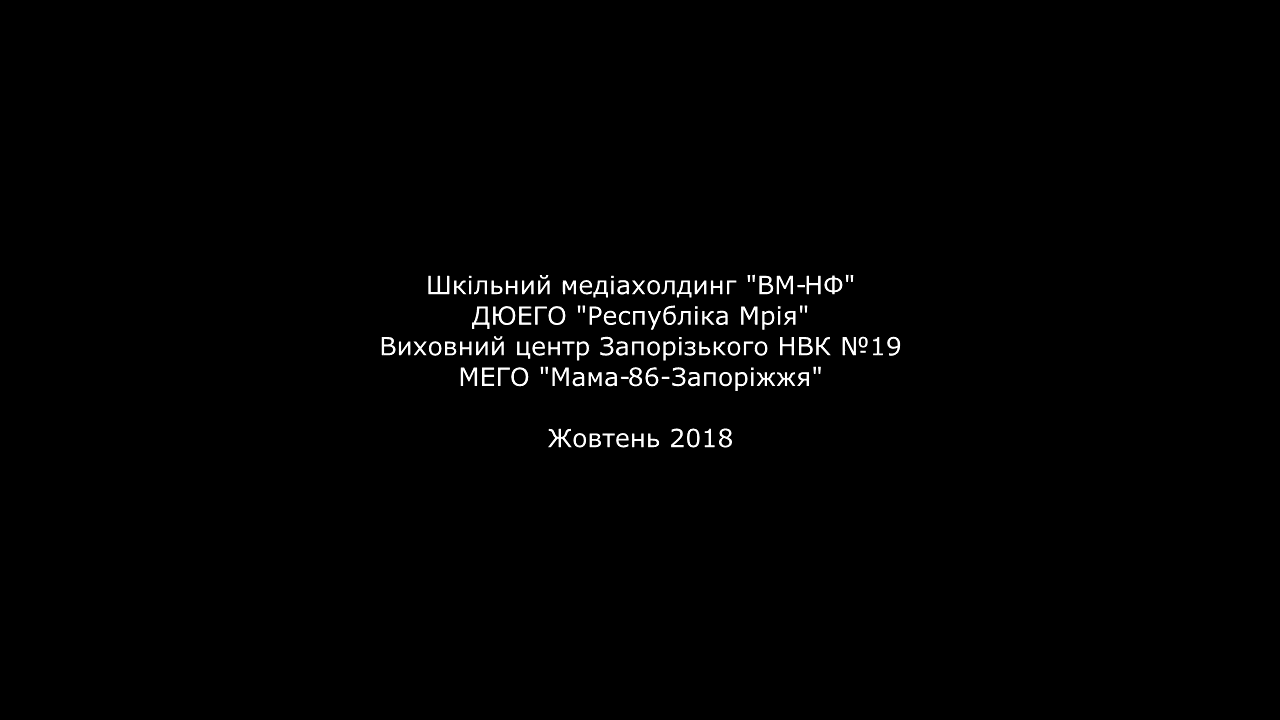 Шкільний медіахолдинг "ВМ-НФ"
ДЮЕГО "Республіка Мрія"
Виховний центр Запорізького НВК №19
МЕГО "Мама-86-Запоріжжя"
Жовтень 2018